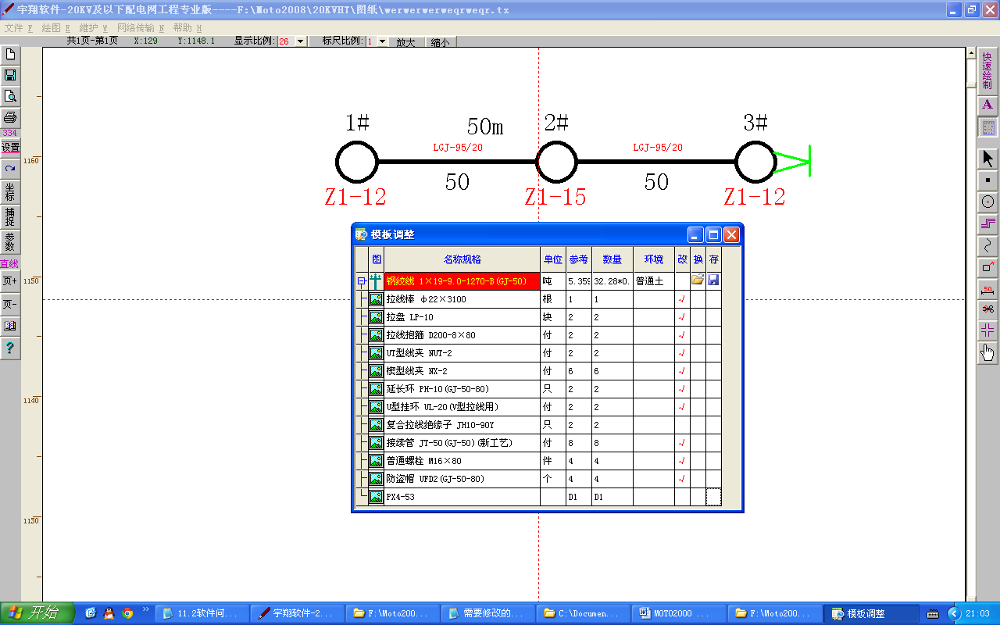 宇翔软件-20KV及以下配电网工程专业版----F:\Moto2008\20KVHT\图纸\werwerwerweqrweqr.tz
文件 F 绘图 E 维护 W 网络传输 N 帮助 H
共1页-第1页 X:129 Y:1148.1 显示比例: 26 标尺比例: 1 放大 缩小
334
设置
坐标
捕捉
参数
直线
页+
页-
?
1160
1150
1140
1130
快速绘制
A
50
1# 50m 2# 3#
LGJ-95/20 LGJ-95/20
50 50
Z1-12 Z1-15 Z1-12
模板调整
图 名称规格 单位 参考 数量 环境 改 换 存
钢绞线 1×19-9.0-1270-B(GJ-50) 吨 5.359 32.28*0. 普通土
拉线棒 φ22×3100 根 1 1 √
拉盘 LP-10 块 2 2 √
拉线抱箍 D200-8×80 付 2 2 √
UT型线夹 NUT-2 付 2 2 √
楔型线夹 NX-2 付 6 6 √
延长环 PH-10(GJ-50-80) 只 2 2 √
U型挂环 UL-20(V型拉线用) 付 2 2 √
复合拉线绝缘子 JH10-90Y 只 2 2
接续管 JT-50(GJ-50)(新工艺) 付 8 8 √
普通螺栓 M16×80 件 4 4 √
防盗帽 UFD2(GJ-50-80) 个 4 4 √
PX4-53 D1 D1
开始 11.2软件问... 宇翔软件-2... F:\Moto200... 需要修改的... C:\Documen... MOTO2000 ... F:\Moto200... 模板调整 21:03